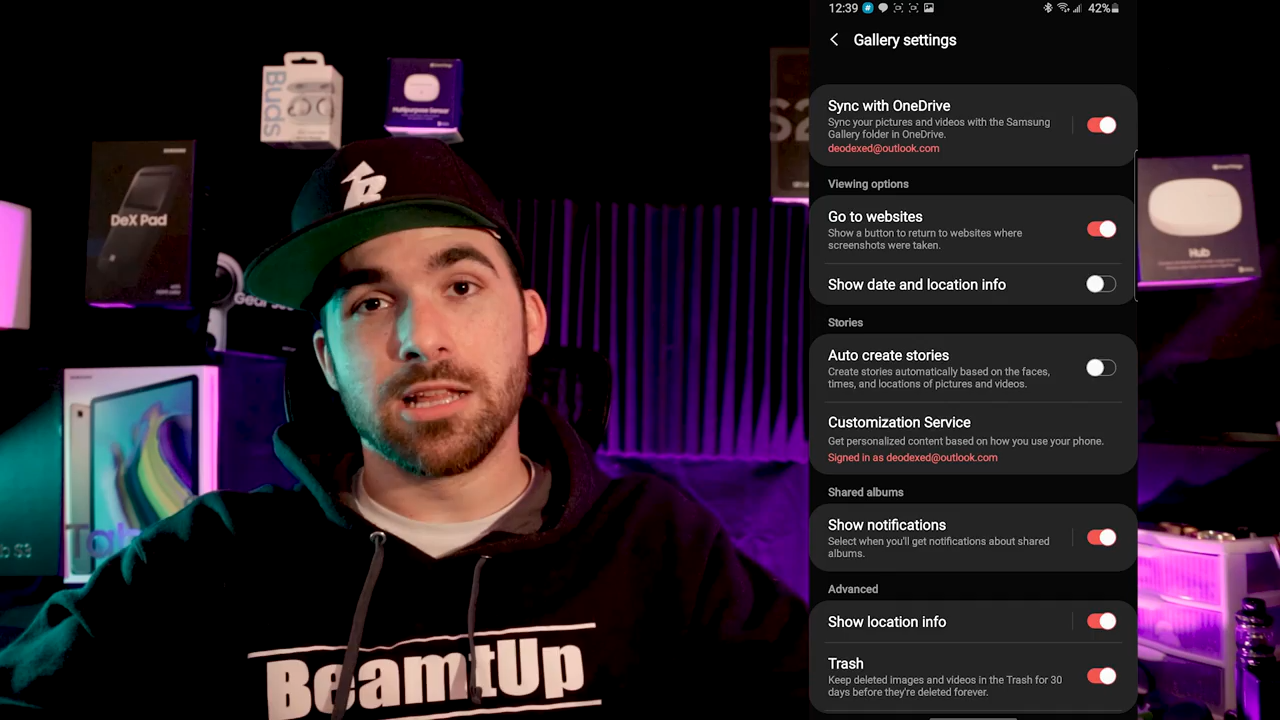 12:39
42%
Gallery settings
Sync with OneDrive
Sync your pictures and videos with the Samsung
Gallery folder in OneDrive.
deodexed@outlook.com
Viewing options
Go to websites
Show a button to return to websites where
screenshots were taken.
Show date and location info
Stories
Auto create stories
Create stories automatically based on the faces,
times, and locations of pictures and videos.
Customization Service
Get personalized content based on how you use your phone.
Signed in as deodexed@outlook.com
Shared albums
Show notifications
Select when you'll get notifications about shared
albums.
Advanced
Show location info
Trash
Keep deleted images and videos in the Trash for 30
days before they're deleted forever.
Buds
Multipurpose Sensor
SAMSUNG
DeX Pad
Hub
BeamtUp